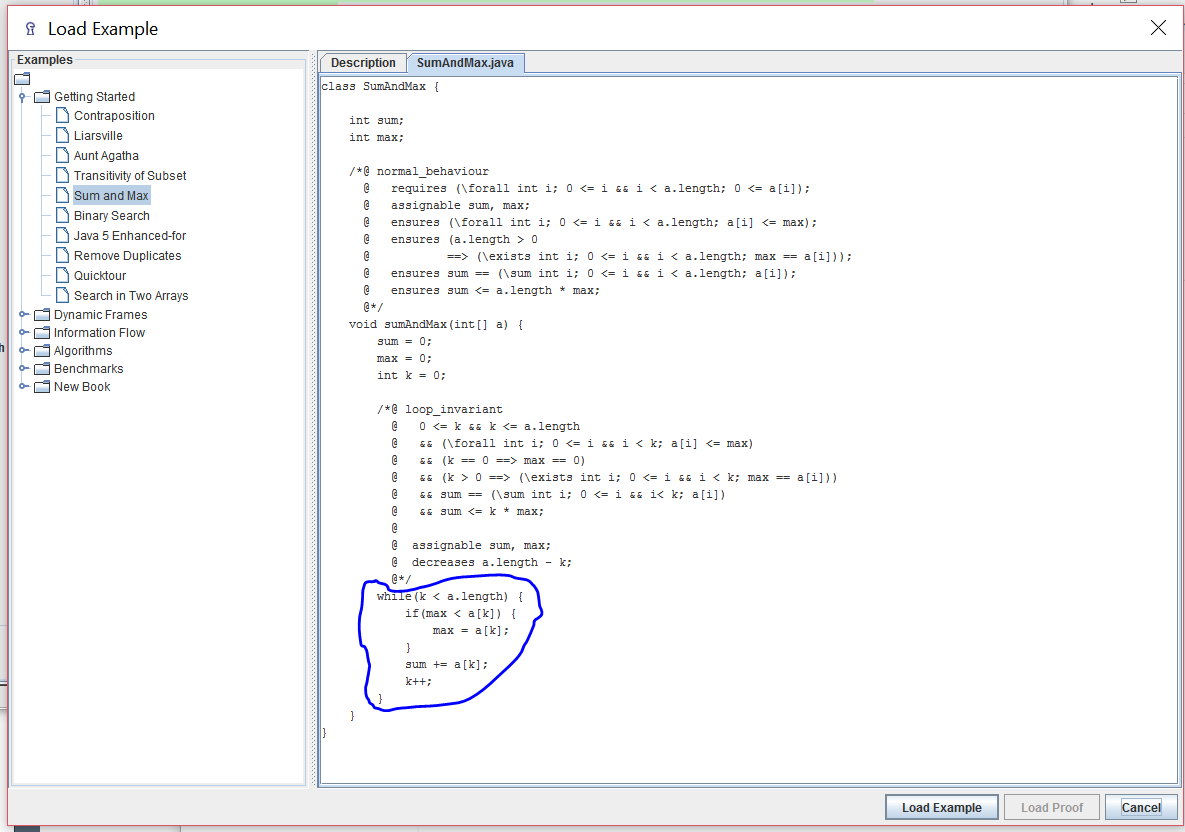 Load Example
Examples
Getting Started
Contraposition
Liarsville
Aunt Agatha
Transitivity of Subset
Sum and Max
Binary Search
Java 5 Enhanced-for
Remove Duplicates
Quicktour
Search in Two Arrays
Dynamic Frames
Information Flow
Algorithms
Benchmarks
New Book
Description SumAndMax.java
class SumAndMax {
int sum;
int max;
/*@ normal_behaviour
@ requires (\forall int i; 0 <= i && i < a.length; 0 <= a[i]);
@ assignable sum, max;
@ ensures (\forall int i; 0 <= i && i < a.length; a[i] <= max);
@ ensures (a.length > 0
@ ==> (\exists int i; 0 <= i && i < a.length; max == a[i]));
@ ensures sum == (\sum int i; 0 <= i && i < a.length; a[i]);
@ ensures sum <= a.length * max;
@*/
void sumAndMax(int[] a) {
sum = 0;
max = 0;
int k = 0;
/*@ loop_invariant
@ 0 <= k && k <= a.length
@ && (\forall int i; 0 <= i && i < k; a[i] <= max)
@ && (k == 0 ==> max == 0)
@ && (k > 0 ==> (\exists int i; 0 <= i && i < k; max == a[i]))
@ && sum == (\sum int i; 0 <= i && i< k; a[i])
@ && sum <= k * max;
@
@ assignable sum, max;
@ decreases a.length - k;
@*/
while(k < a.length) {
if(max < a[k]) {
max = a[k];
}
sum += a[k];
k++;
}
}
}
Load Example Load Proof Cancel